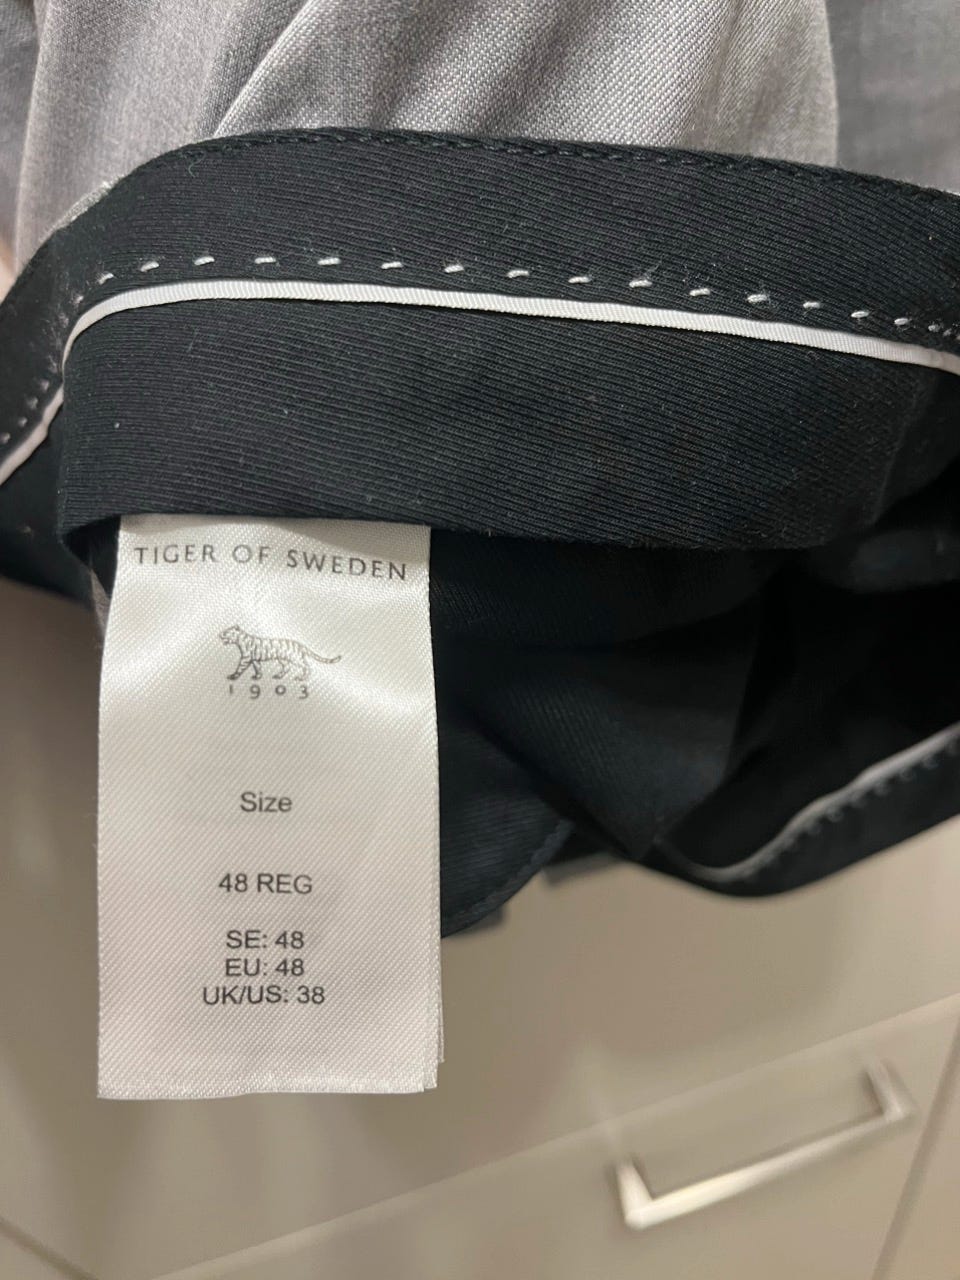 TIGER OF SWEDEN
1903
Size
48 REG
SE: 48
EU: 48
UK/US: 38